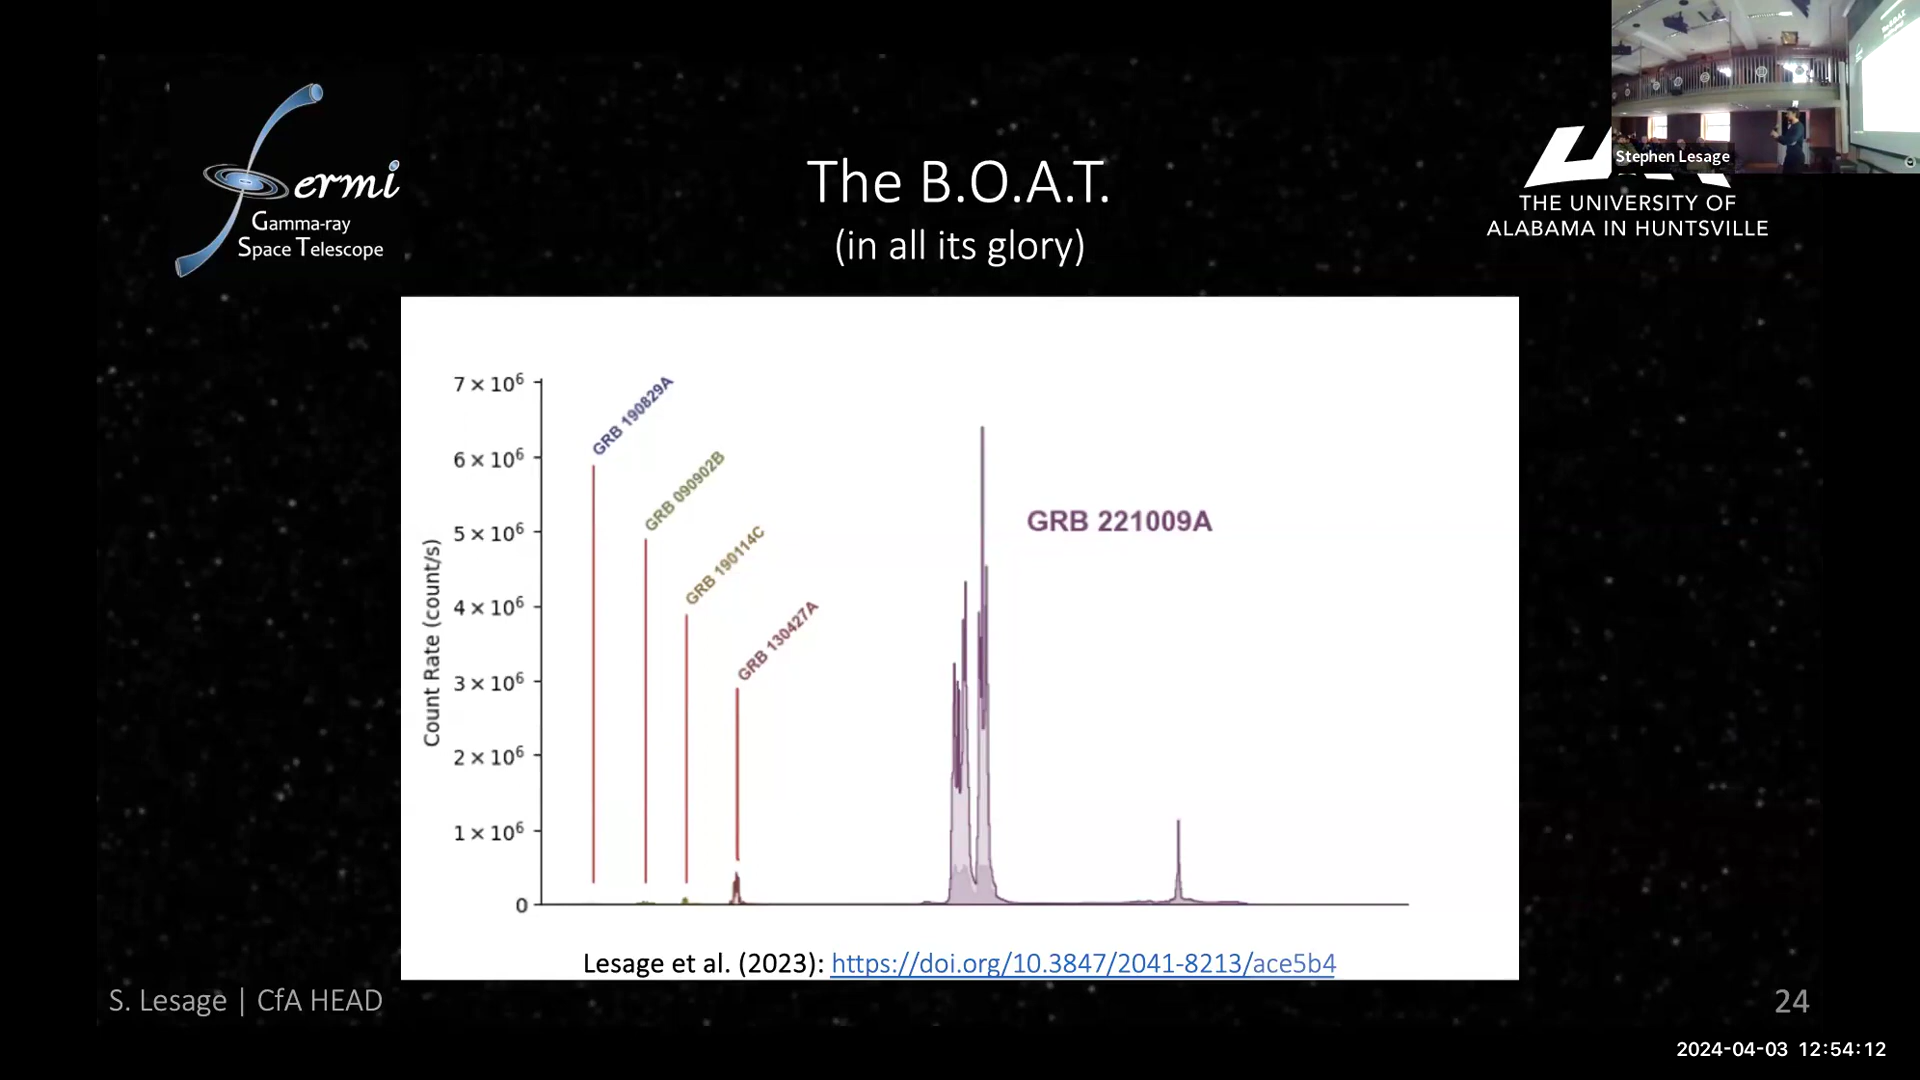 Fermi
Gamma-ray
Space Telescope
The B.O.A.T.
(in all its glory)
Stephen Lesage
THE UNIVERSITY OF
ALABAMA IN HUNTSVILLE
7 × 10⁶
6 × 10⁶
5 × 10⁶
4 × 10⁶
3 × 10⁶
2 × 10⁶
1 × 10⁶
0
Count Rate (count/s)
GRB 190829A
GRB 090902B
GRB 190114C
GRB 130427A
GRB 221009A
Lesage et al. (2023): https://doi.org/10.3847/2041-8213/ace5b4
S. Lesage | CfA HEAD
24
2024-04-03 12:54:12